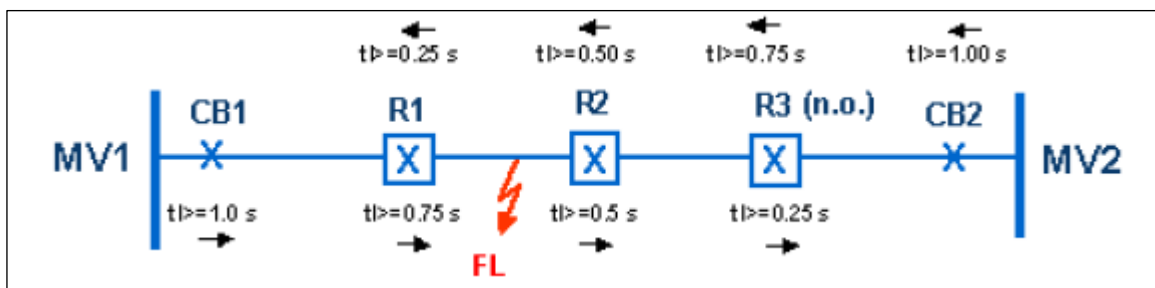 tI>=0.25 s tI>=0.50 s tI>=0.75 s tI>=1.00 s
CB1 R1 R2 R3 (n.o.) CB2
MV1 X X X X X MV2
tI>=1.0 s tI>=0.75 s tI>=0.5 s tI>=0.25 s
FL